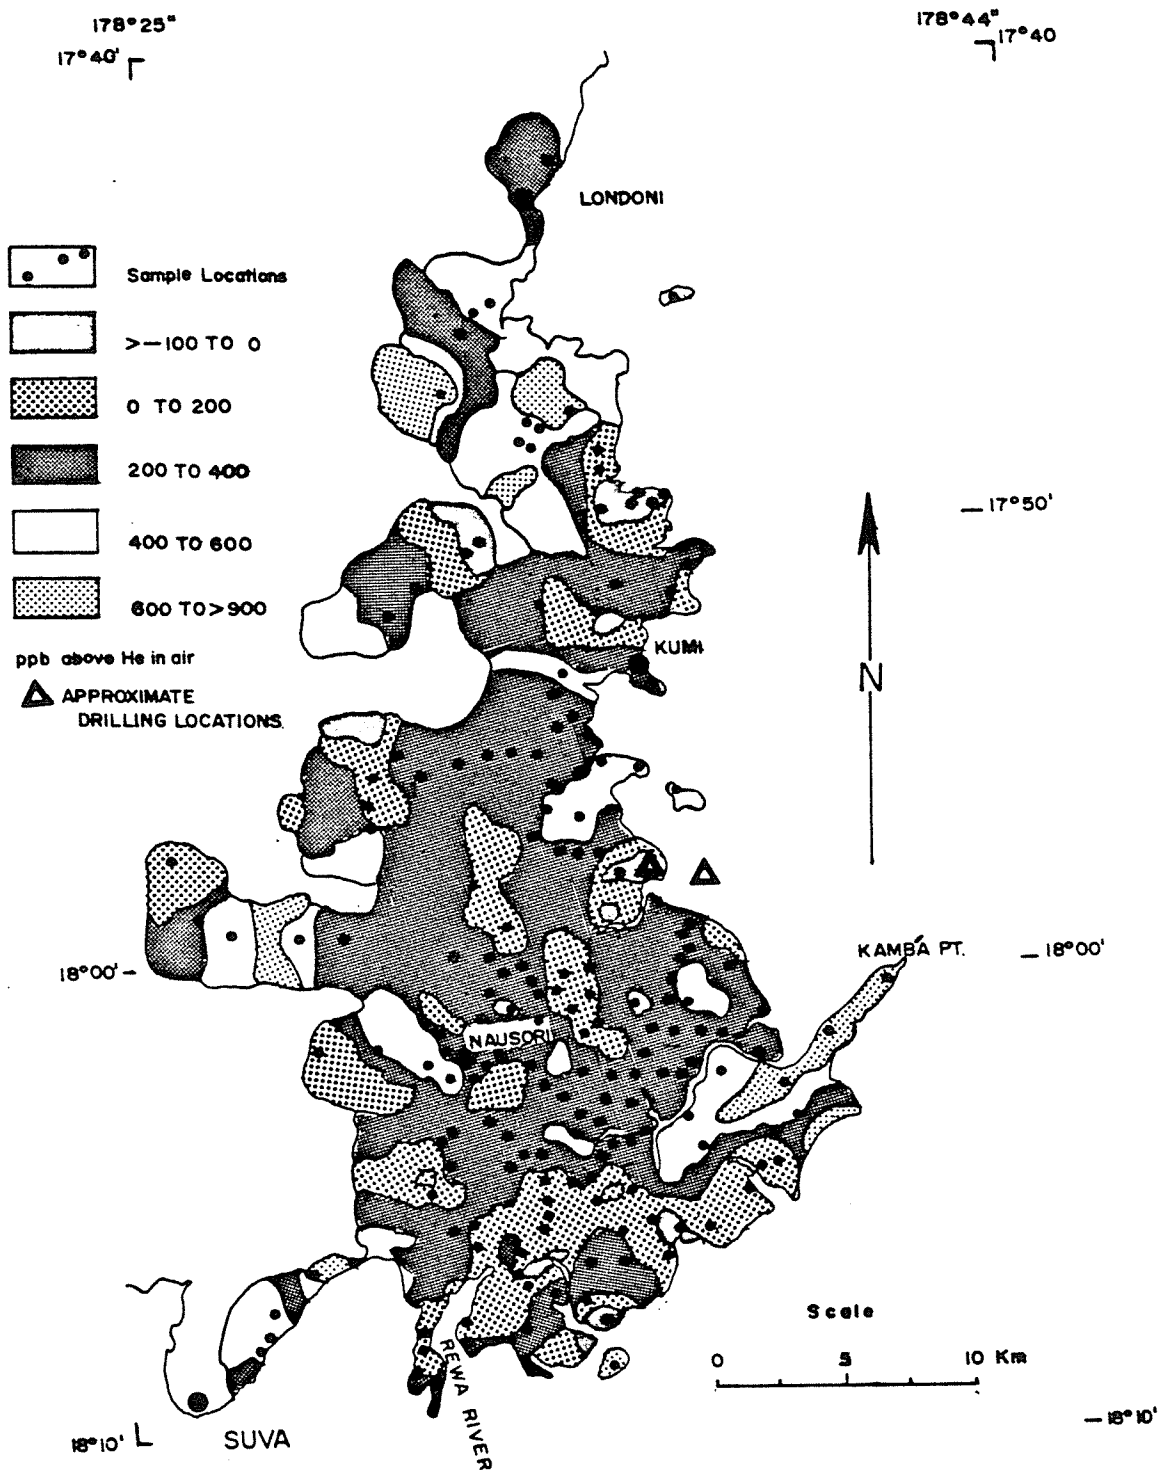 178°25"
178°44"
17°40'
17°40
LONDONI
Sample Locations
>-100 TO 0
0 TO 200
200 TO 400
17°50'
400 TO 600
600 TO >900
ppb above He in air
KUMI
N
APPROXIMATE
DRILLING LOCATIONS.
KAMBA PT.
18°00'
18°00'
NAUSORI
Scale
0 5 10 Km
REWA RIVER
18°10'
18°10' L
SUVA